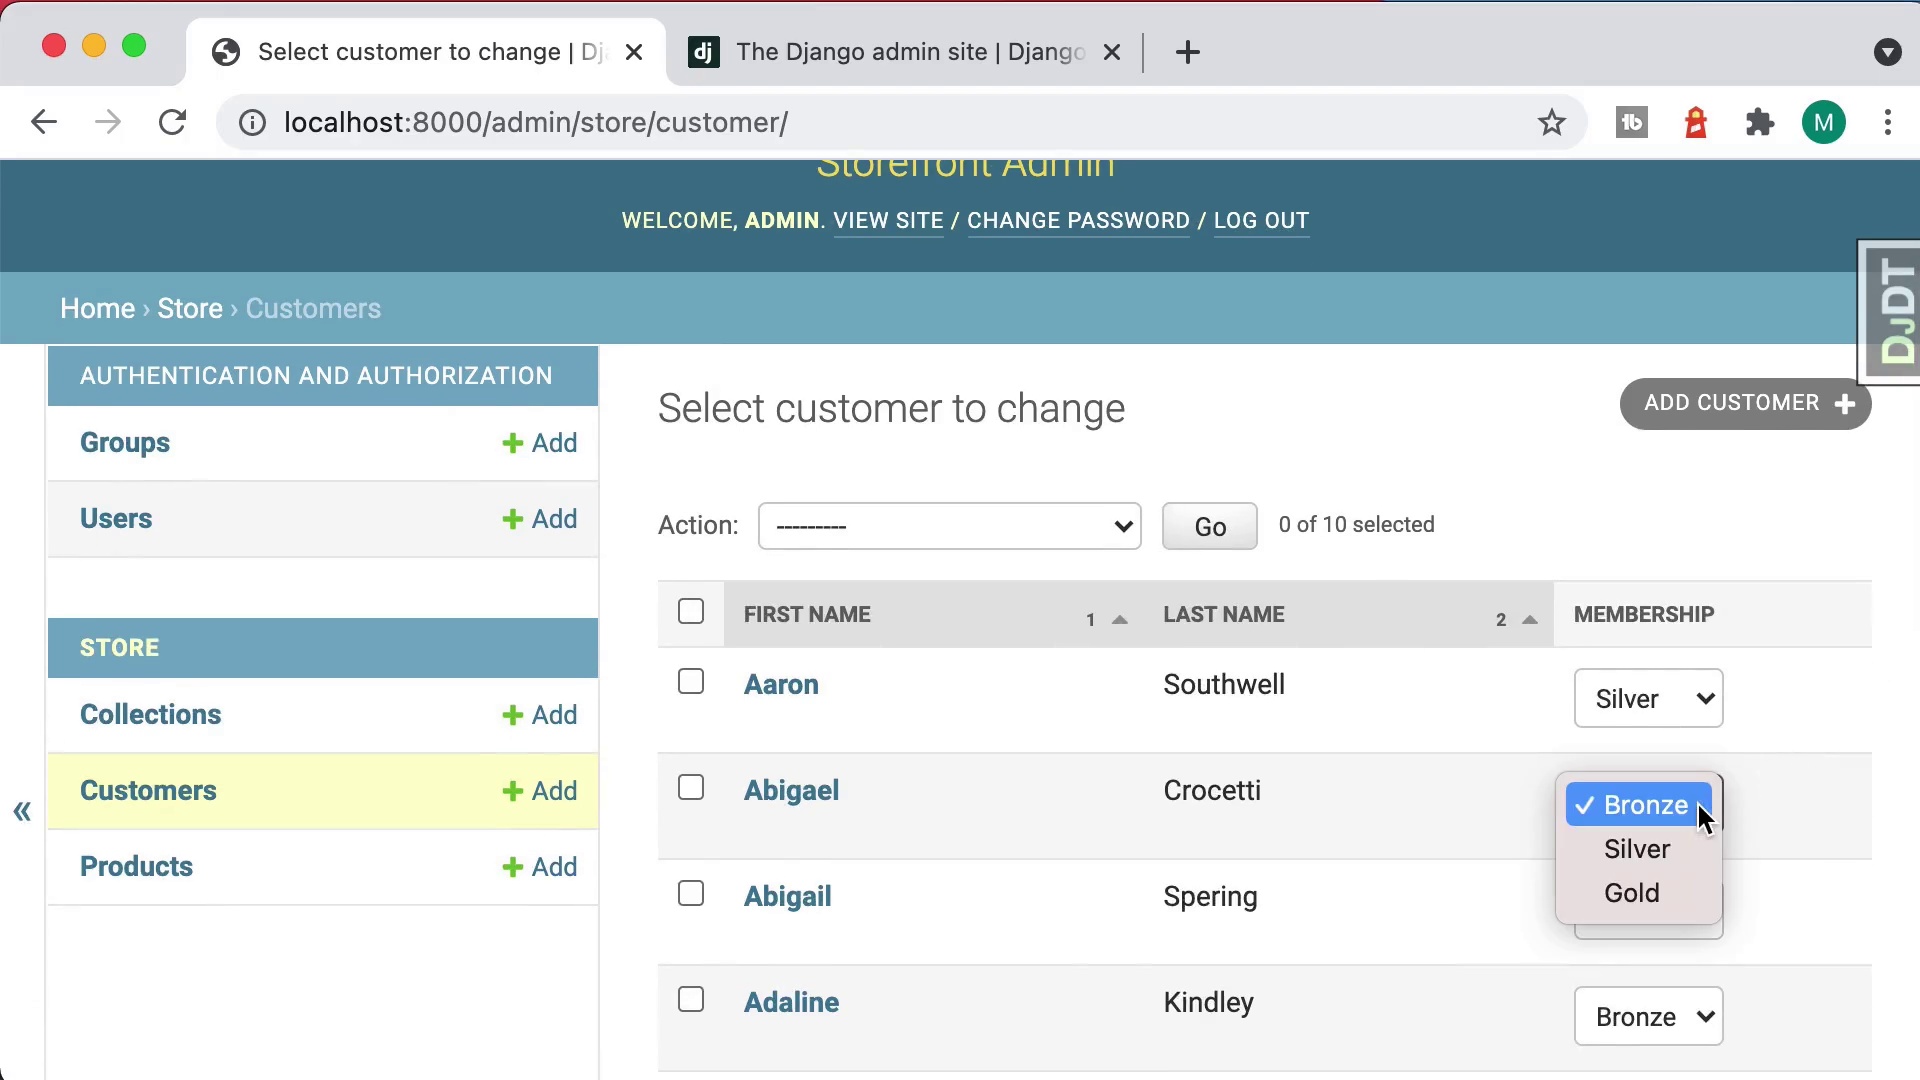 Select customer to change | Dj
The Django admin site | Django
localhost:8000/admin/store/customer/
M
Storefront Admin
WELCOME, ADMIN. VIEW SITE / CHANGE PASSWORD / LOG OUT
DJDT
Home › Store › Customers
AUTHENTICATION AND AUTHORIZATION
Groups + Add
Users + Add
STORE
Collections + Add
Customers + Add
Products + Add
«
Select customer to change
ADD CUSTOMER +
Action: --------- Go 0 of 10 selected
FIRST NAME 1 LAST NAME 2 MEMBERSHIP
Aaron Southwell Silver
Abigael Crocetti ✓ Bronze
Silver
Gold
Abigail Spering
Adaline Kindley Bronze